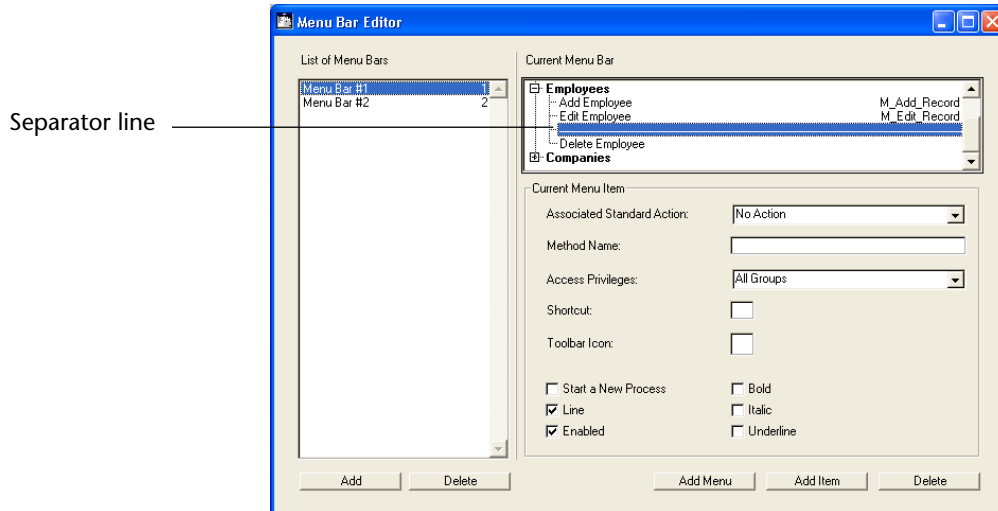 Menu Bar Editor
List of Menu Bars
Current Menu Bar
Menu Bar #1 1
Menu Bar #2 2
Separator line
Employees
Add Employee M_Add_Record
Edit Employee M_Edit_Record
Delete Employee
Companies
Current Menu Item
Associated Standard Action: No Action
Method Name:
Access Privileges: All Groups
Shortcut:
Toolbar Icon:
Start a New Process Bold
Line Italic
Enabled Underline
Add Delete Add Menu Add Item Delete